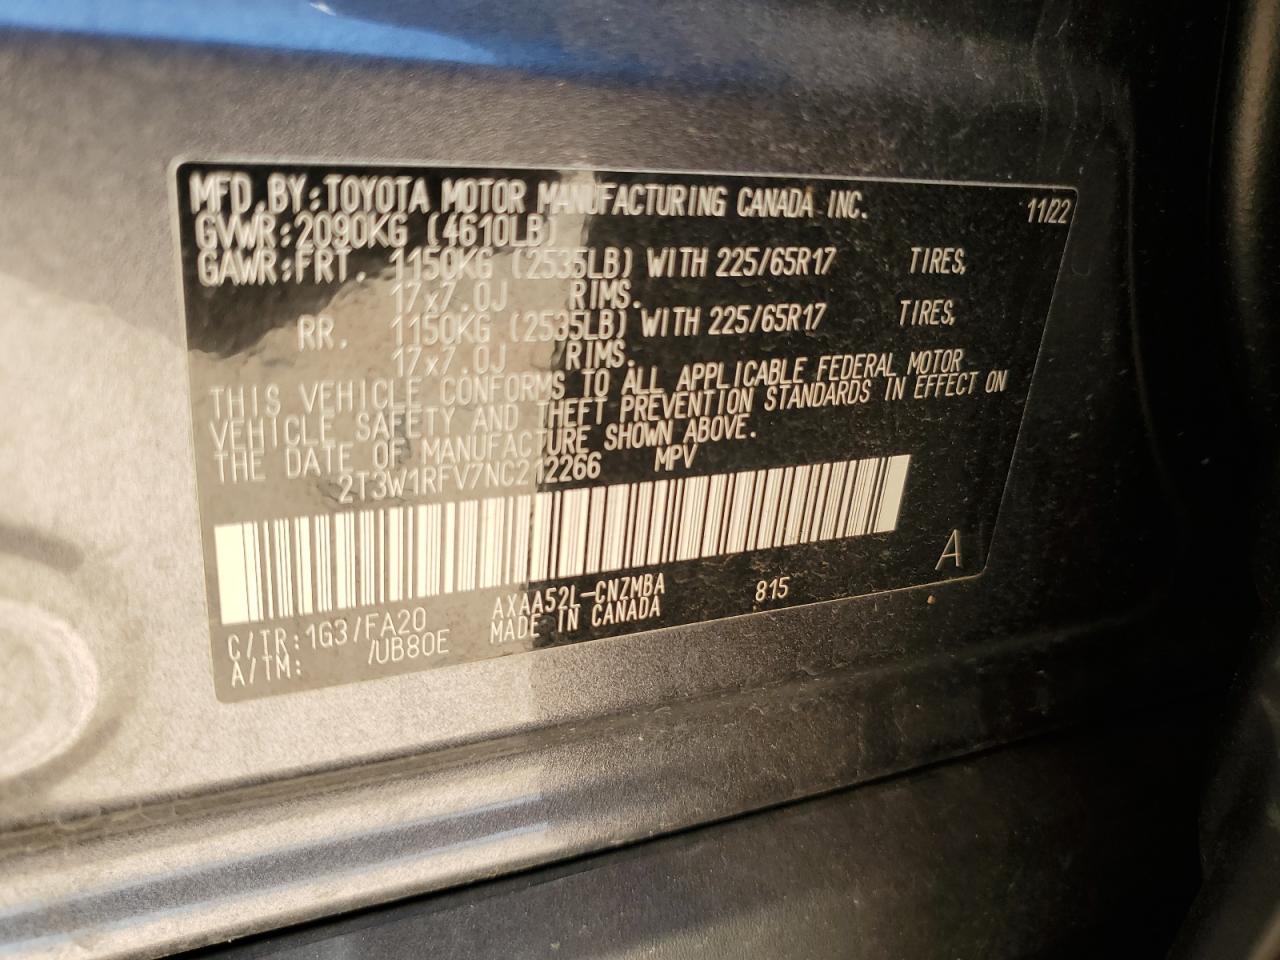 MFD.BY:TOYOTA MOTOR MANUFACTURING CANADA INC. 11/22
GVWR:2090KG (4610LB)
GAWR:FRT. 1150KG (2535LB) WITH 225/65R17 TIRES,
17x7.0J RIMS.
RR. 1150KG (2535LB) WITH 225/65R17 TIRES,
17x7.0J RIMS.
THIS VEHICLE CONFORMS TO ALL APPLICABLE FEDERAL MOTOR
VEHICLE SAFETY AND THEFT PREVENTION STANDARDS IN EFFECT ON
THE DATE OF MANUFACTURE SHOWN ABOVE.
2T3W1RFV7NC212266 MPV
A
C/TR:1G3/FA20 AXAA52L-CNZMBA 815
A/TM: /UB80E MADE IN CANADA